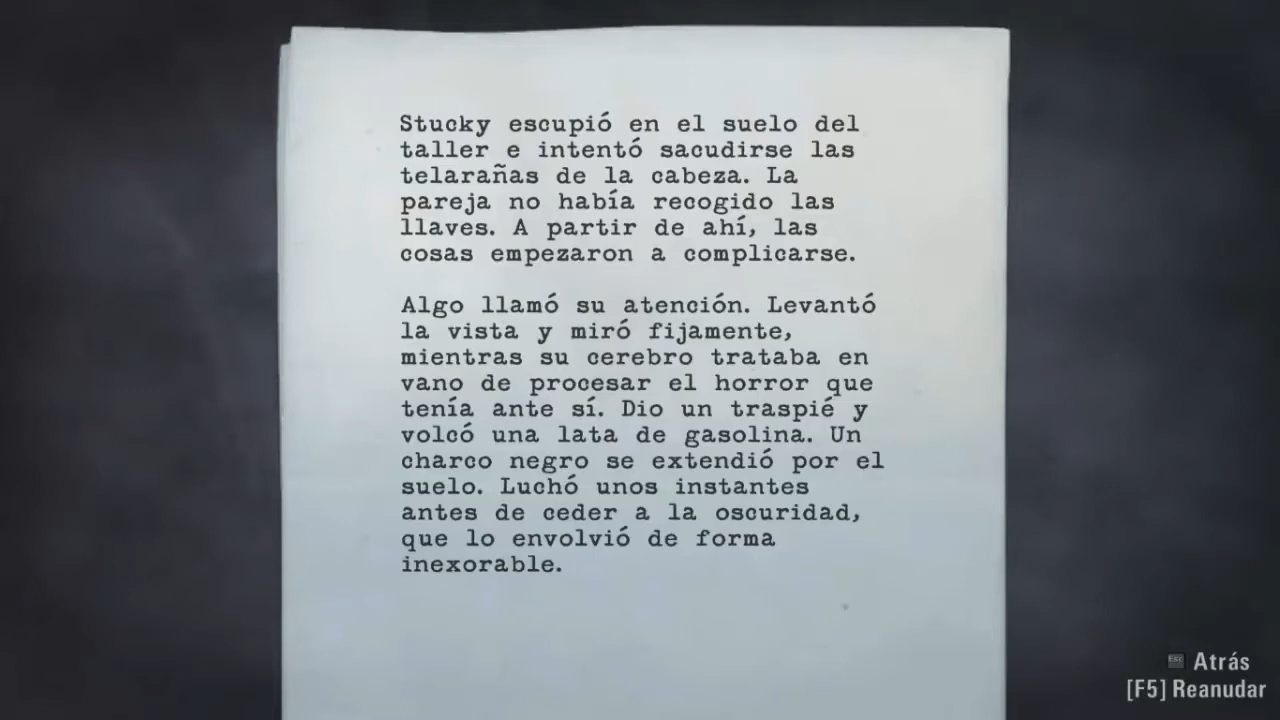 Stucky escupió en el suelo del
taller e intentó sacudirse las
telarañas de la cabeza. La
pareja no había recogido las
llaves. A partir de ahí, las
cosas empezaron a complicarse.

Algo llamó su atención. Levantó
la vista y miró fijamente,
mientras su cerebro trataba en
vano de procesar el horror que
tenía ante sí. Dio un traspié y
volcó una lata de gasolina. Un
charco negro se extendió por el
suelo. Luchó unos instantes
antes de ceder a la oscuridad,
que lo envolvió de forma
inexorable.
Esc Atrás
[F5] Reanudar